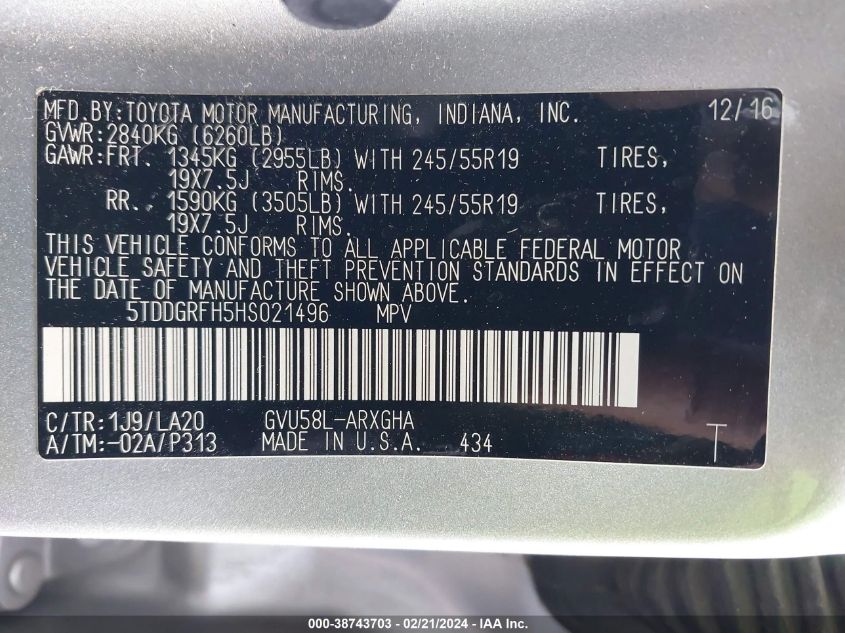 MFD.BY:TOYOTA MOTOR MANUFACTURING, INDIANA, INC. 12/16
GVWR:2840KG (6260LB)
GAWR:FRT. 1345KG (2955LB) WITH 245/55R19 TIRES,
19X7.5J RIMS.
RR.. 1590KG (3505LB) WITH 245/55R19 TIRES,
19X7.5J RIMS.
THIS VEHICLE CONFORMS TO ALL APPLICABLE FEDERAL MOTOR
VEHICLE SAFETY AND THEFT PREVENTION STANDARDS IN EFFECT ON
THE DATE OF MANUFACTURE SHOWN ABOVE.
5TDDGRFH5HS021496 MPV
C/TR:1J9/LA20 GVU58L-ARXGHA
A/TM:-02A/P313 MADE IN U.S.A. 434 T
000-38743703 - 02/21/2024 - IAA Inc.